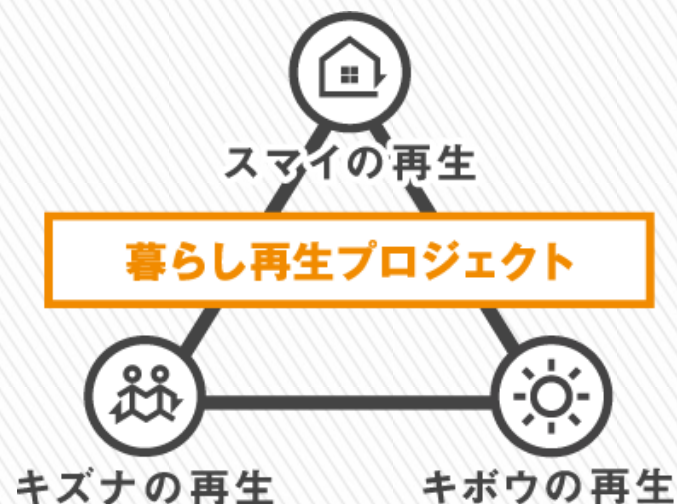 スマイの再生
暮らし再生プロジェクト
キズナの再生
キボウの再生